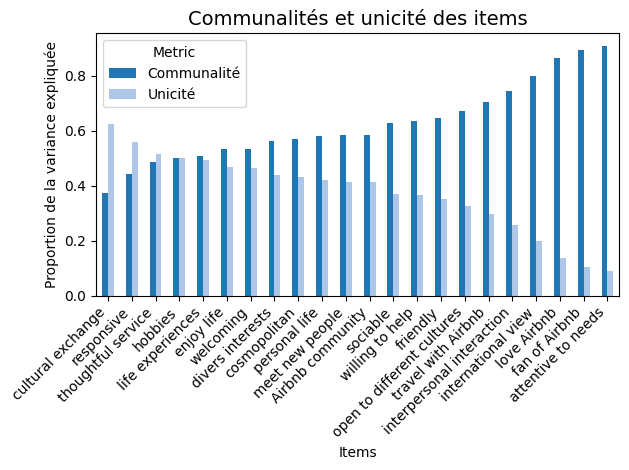 Communalités et unicité des items
Proportion de la variance expliquée
Metric
Communalité
Unicité
0.8
0.6
0.4
0.2
0.0
cultural exchange
responsive
thoughtful service
hobbies
life experiences
enjoy life
welcoming
divers interests
cosmopolitan
personal life
meet new people
Airbnb community
sociable
willing to help
friendly
open to different cultures
travel with Airbnb
interpersonal interaction
international view
love Airbnb
fan of Airbnb
attentive to needs
Items